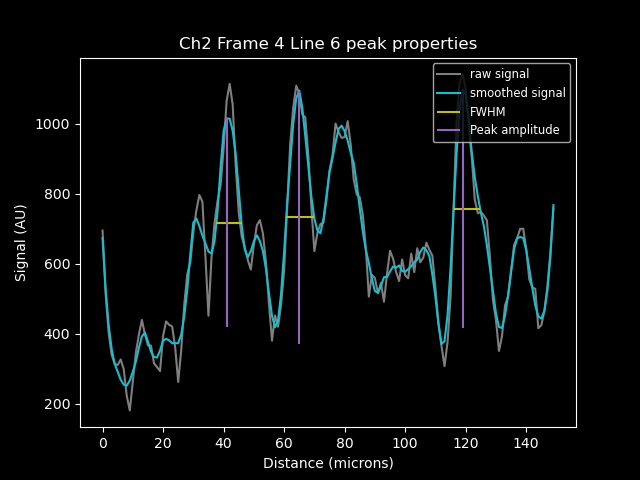 Ch2 Frame 4 Line 6 peak properties
raw signal
smoothed signal
FWHM
Peak amplitude
Signal (AU)
1000
800
600
400
200
0 20 40 60 80 100 120 140
Distance (microns)